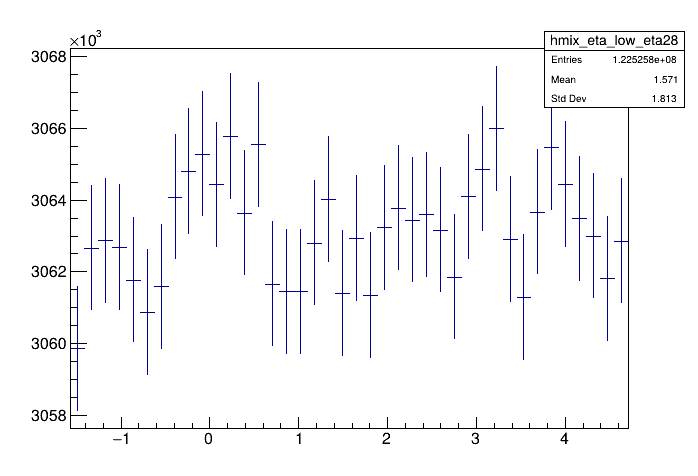 ×10³
hmix_eta_low_eta28
Entries 1.225258e+08
Mean 1.571
Std Dev 1.813
3068
3066
3064
3062
3060
3058
−1 0 1 2 3 4